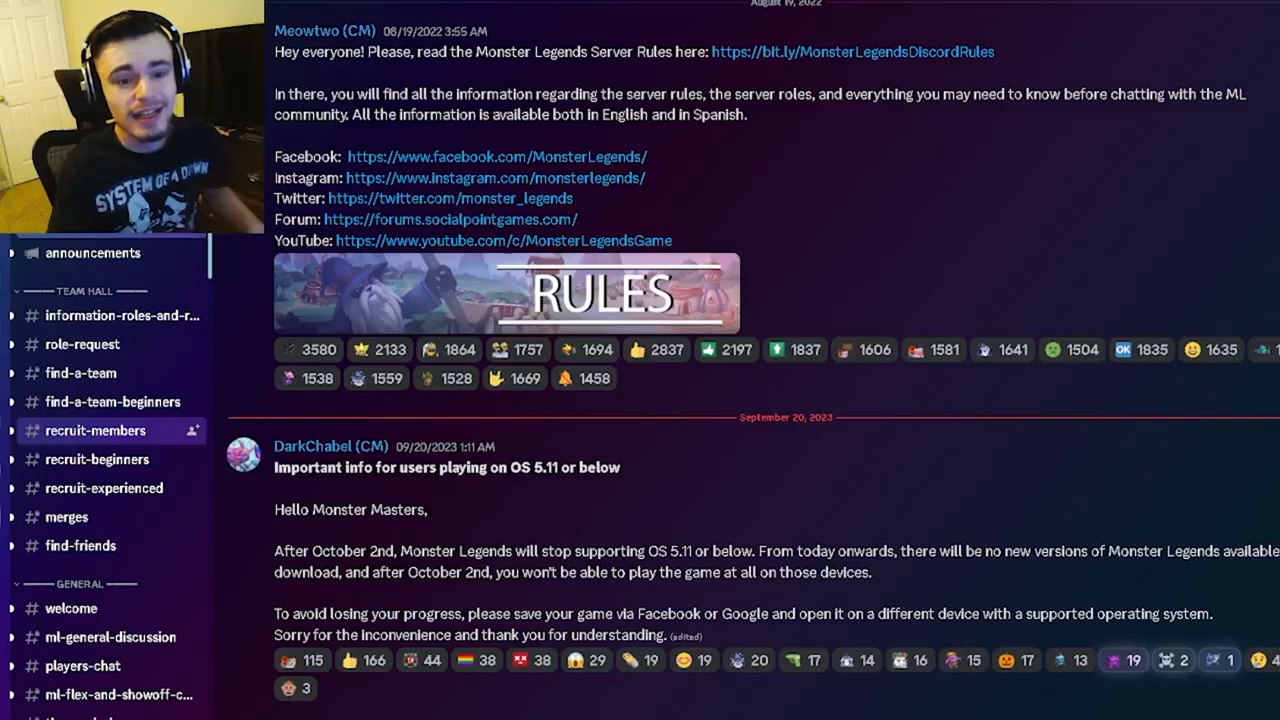 August 19, 2022
Meowtwo (CM) 08/19/2022 3:55 AM
Hey everyone! Please, read the Monster Legends Server Rules here: https://bit.ly/MonsterLegendsDiscordRules
In there, you will find all the information regarding the server rules, the server roles, and everything you may need to know before chatting with the ML
community. All the information is available both in English and in Spanish.
Facebook: https://www.facebook.com/MonsterLegends/
Instagram: https://www.instagram.com/monsterlegends/
Twitter: https://twitter.com/monster_legends
Forum: https://forums.socialpointgames.com/
YouTube: https://www.youtube.com/c/MonsterLegendsGame
RULES
3580 2133 1864 1757 1694 2837 2197 1837 1606 1581 1641 1504 OK 1835 1635
1538 1559 1528 1669 1458
September 20, 2023
DarkChabel (CM) 09/20/2023 1:11 AM
Important info for users playing on OS 5.11 or below
Hello Monster Masters,
After October 2nd, Monster Legends will stop supporting OS 5.11 or below. From today onwards, there will be no new versions of Monster Legends available
download, and after October 2nd, you won't be able to play the game at all on those devices.
To avoid losing your progress, please save your game via Facebook or Google and open it on a different device with a supported operating system.
Sorry for the inconvenience and thank you for understanding. (edited)
115 166 44 38 38 29 19 19 20 17 14 16 15 17 13 19 2 1 4
3
SYSTEM OF A DOWN
announcements
TEAM HALL
information-roles-and-r...
role-request
find-a-team
find-a-team-beginners
recruit-members
recruit-beginners
recruit-experienced
merges
find-friends
GENERAL
welcome
ml-general-discussion
players-chat
ml-flex-and-showoff-c...